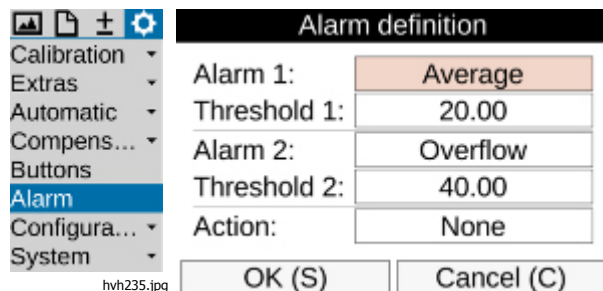 Calibration
Extras
Automatic
Compens...
Buttons
Alarm
Configura...
System
hvh235.jpg
Alarm definition
Alarm 1: Average
Threshold 1: 20.00
Alarm 2: Overflow
Threshold 2: 40.00
Action: None
OK (S) Cancel (C)